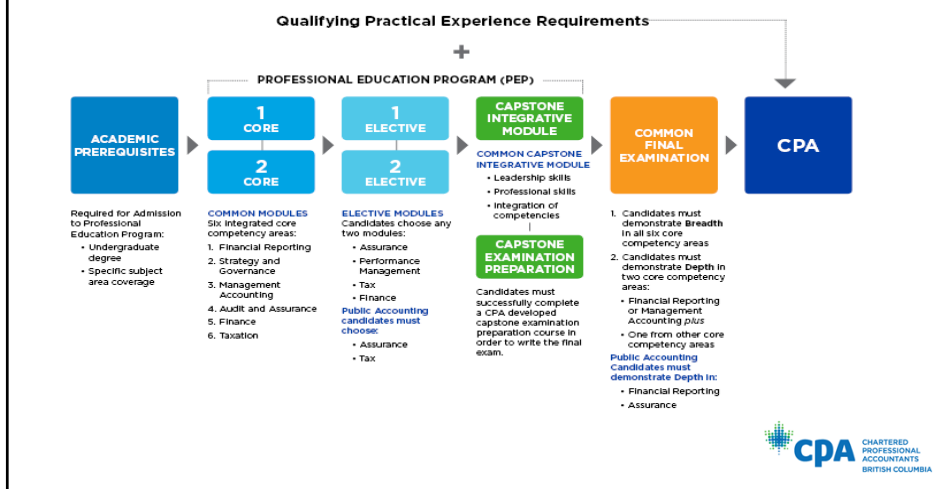 Qualifying Practical Experience Requirements
+
PROFESSIONAL EDUCATION PROGRAM (PEP)
ACADEMIC
PREREQUISITES
Required for Admission
to Professional
Education Program:
• Undergraduate
degree
• Specific subject
area coverage
1
CORE
2
CORE
COMMON MODULES
Six integrated core
competency areas:
1. Financial Reporting
2. Strategy and
Governance
3. Management
Accounting
4. Audit and Assurance
5. Finance
6. Taxation
1
ELECTIVE
2
ELECTIVE
ELECTIVE MODULES
Candidates choose any
two modules:
• Assurance
• Performance
Management
• Tax
• Finance
Public Accounting
candidates must
choose:
• Assurance
• Tax
CAPSTONE
INTEGRATIVE
MODULE
COMMON CAPSTONE
INTEGRATIVE MODULE
• Leadership skills
• Professional skills
• Integration of
competencies
CAPSTONE
EXAMINATION
PREPARATION
Candidates must
successfully complete
a CPA developed
capstone examination
preparation course in
order to write the final
exam.
COMMON
FINAL
EXAMINATION
1. Candidates must
demonstrate Breadth
in all six core
competency areas
2. Candidates must
demonstrate Depth in
two core competency
areas:
• Financial Reporting
or Management
Accounting plus
• One from other core
competency areas
Public Accounting
Candidates must
demonstrate Depth in:
• Financial Reporting
• Assurance
CPA
CPA
CHARTERED
PROFESSIONAL
ACCOUNTANTS
BRITISH COLUMBIA